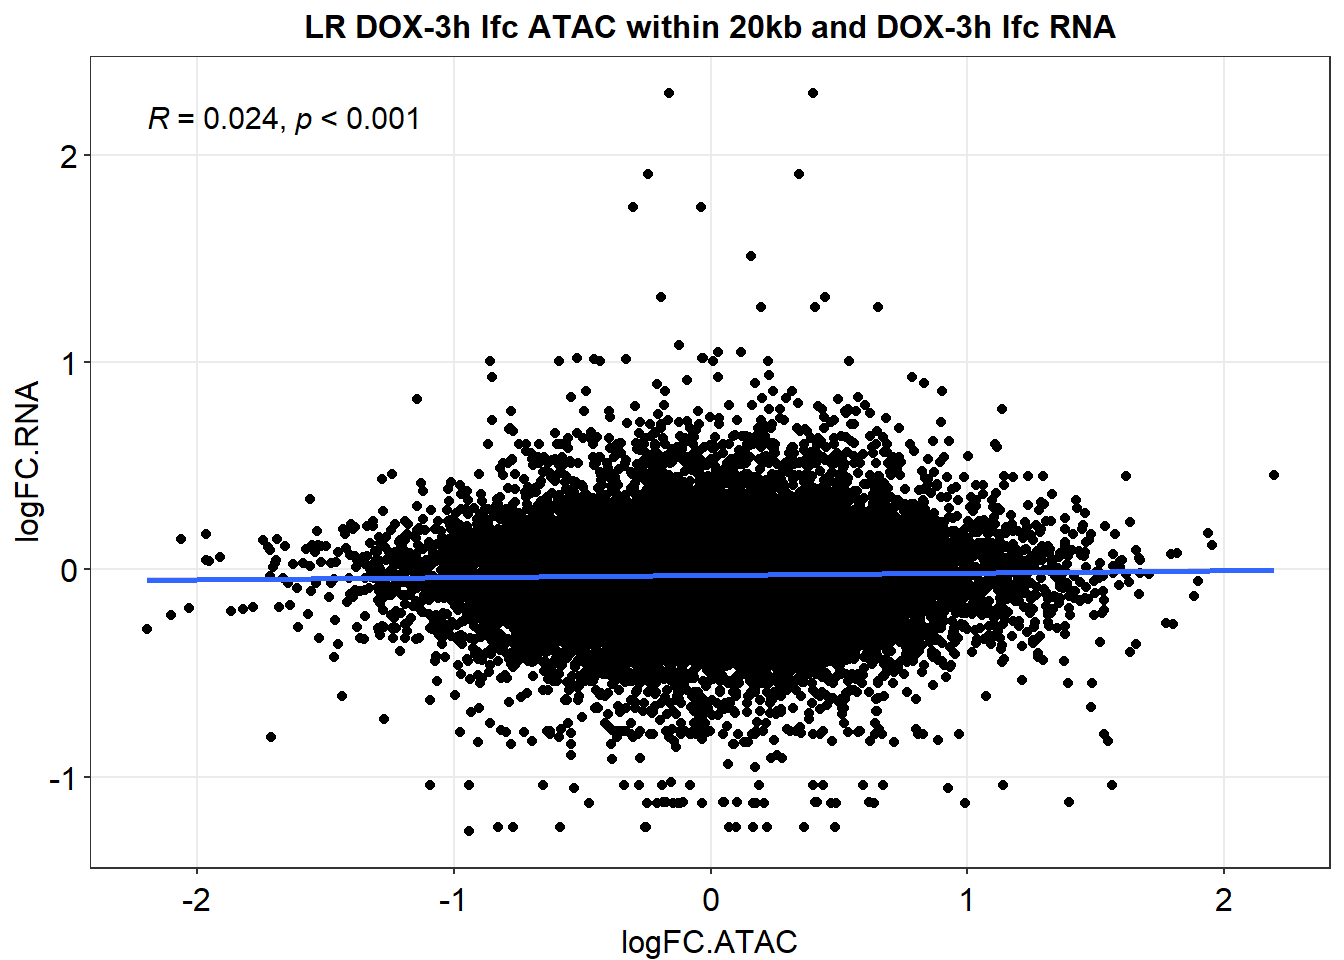 LR DOX-3h lfc ATAC within 20kb and DOX-3h lfc RNA
R = 0.024, p < 0.001
2
1
0
-1
logFC.RNA
-2
-1
0
1
2
logFC.ATAC